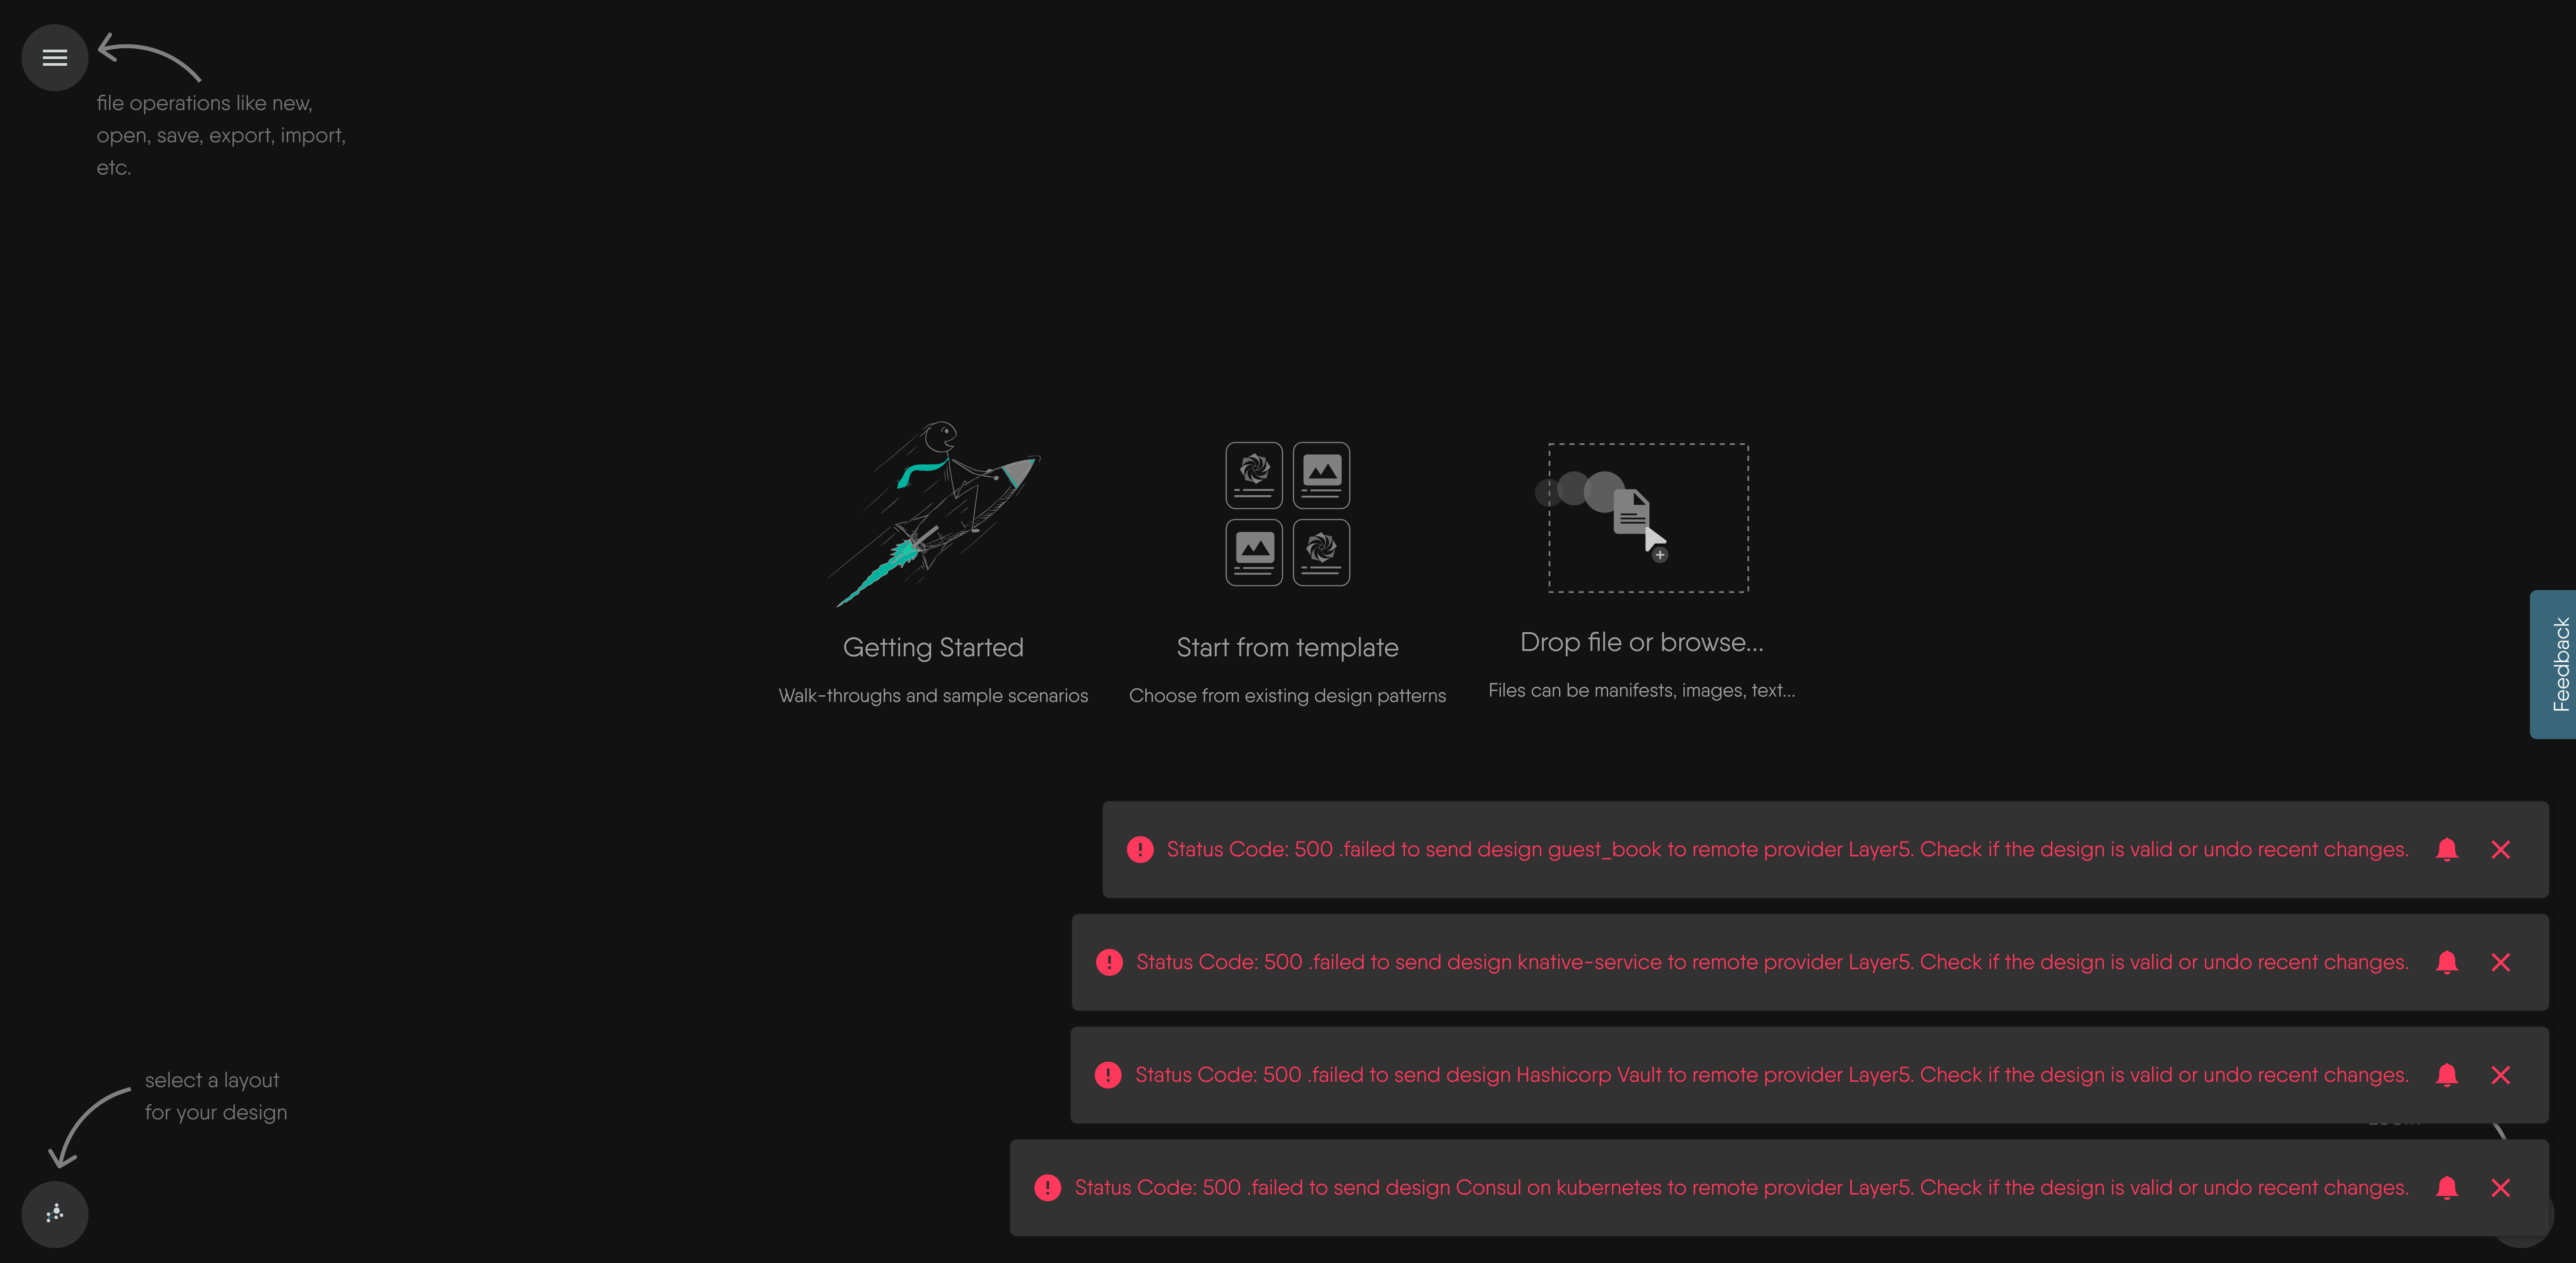 file operations like new,
open, save, export, import,
etc.
Getting Started
Walk-throughs and sample scenarios
Start from template
Choose from existing design patterns
Drop file or browse...
Files can be manifests, images, text...
Feedback
Status Code: 500 .failed to send design guest_book to remote provider Layer5. Check if the design is valid or undo recent changes.
Status Code: 500 .failed to send design knative-service to remote provider Layer5. Check if the design is valid or undo recent changes.
Status Code: 500 .failed to send design Hashicorp Vault to remote provider Layer5. Check if the design is valid or undo recent changes.
Status Code: 500 .failed to send design Consul on kubernetes to remote provider Layer5. Check if the design is valid or undo recent changes.
select a layout
for your design